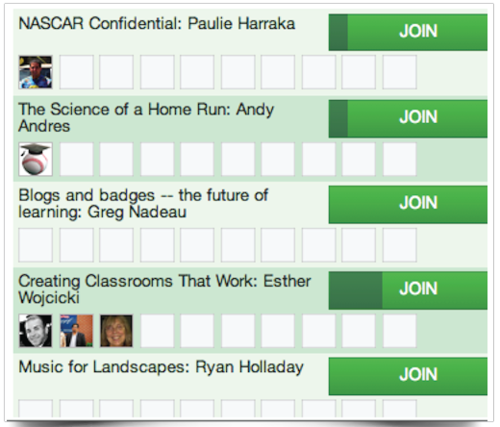 NASCAR Confidential: Paulie Harraka
JOIN
The Science of a Home Run: Andy
Andres
JOIN
Blogs and badges -- the future of
learning: Greg Nadeau
JOIN
Creating Classrooms That Work: Esther
Wojcicki
JOIN
Music for Landscapes: Ryan Holladay
JOIN